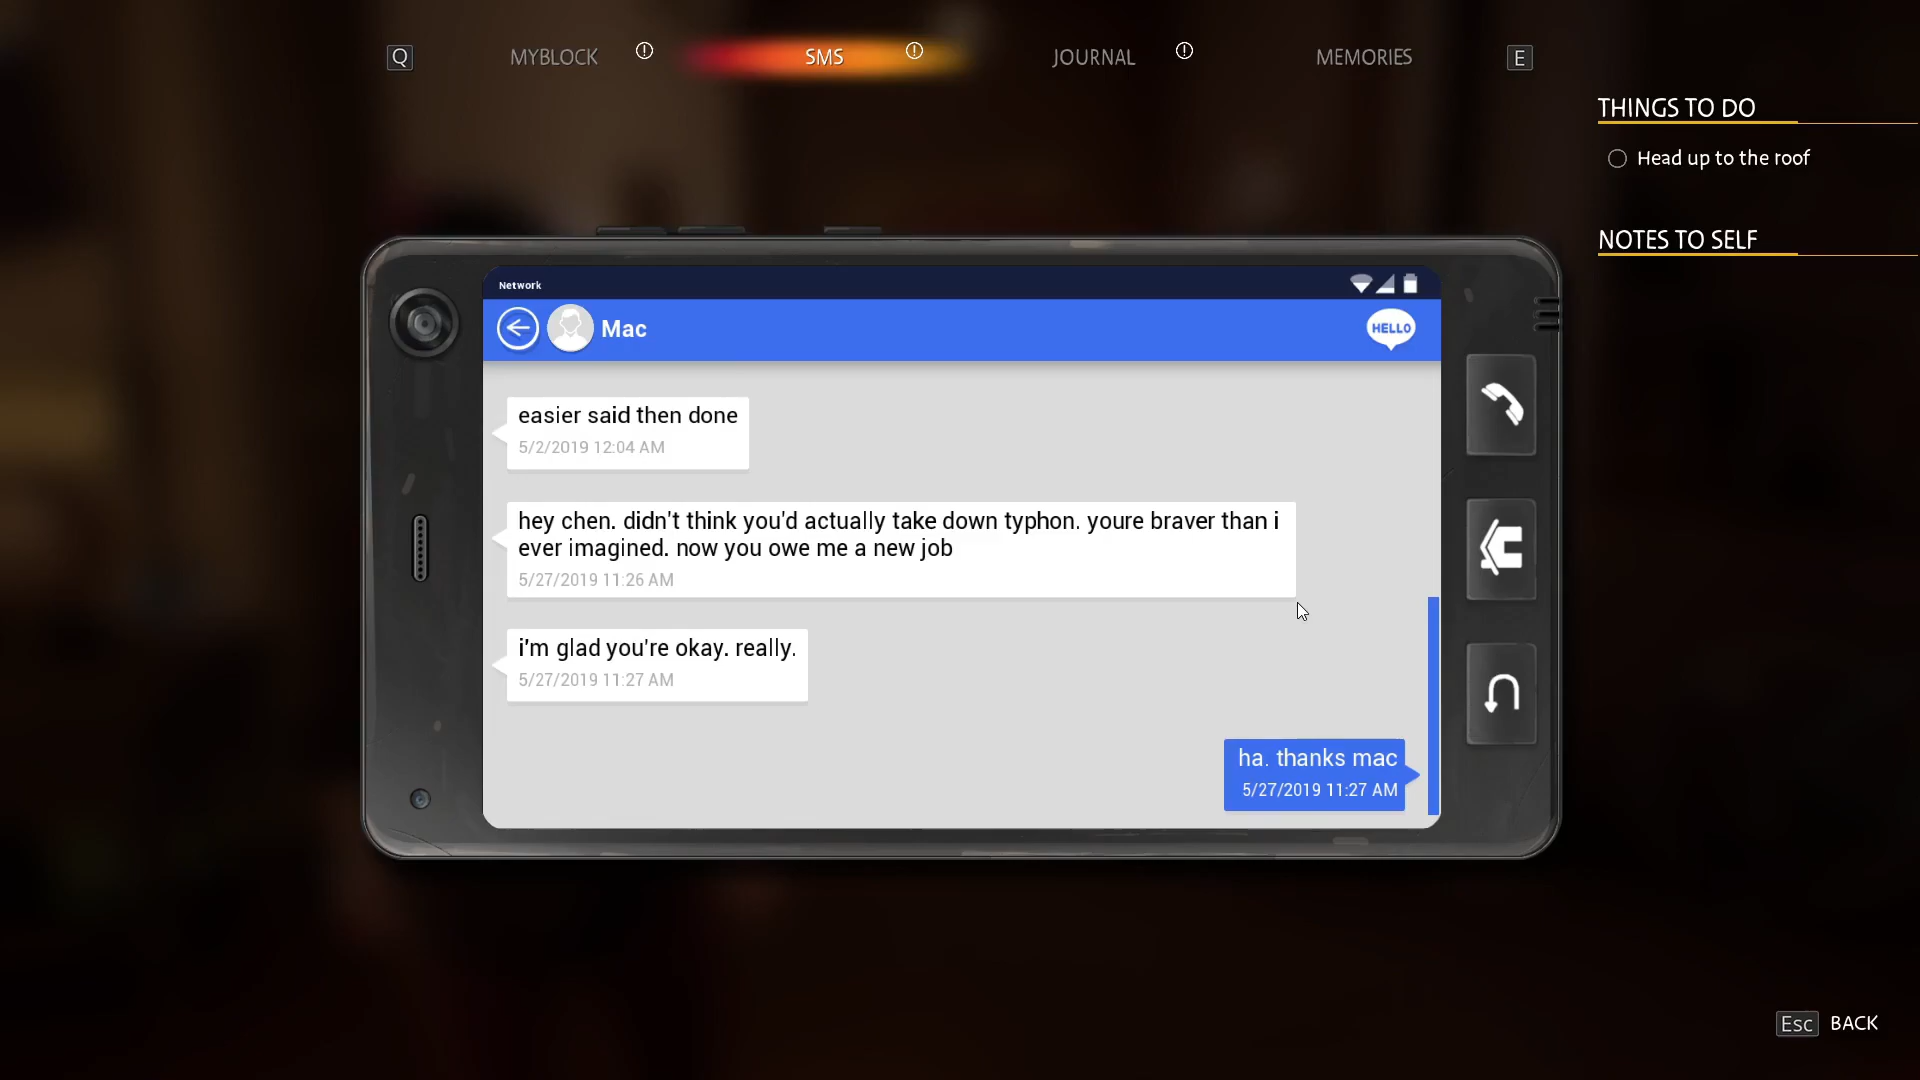 Q
MYBLOCK
SMS
JOURNAL
MEMORIES
E
THINGS TO DO
Head up to the roof
NOTES TO SELF
Network
Mac
HELLO
easier said then done
5/2/2019 12:04 AM
hey chen. didn't think you'd actually take down typhon. youre braver than i
ever imagined. now you owe me a new job
5/27/2019 11:26 AM
i'm glad you're okay. really.
5/27/2019 11:27 AM
ha. thanks mac
5/27/2019 11:27 AM
Esc BACK